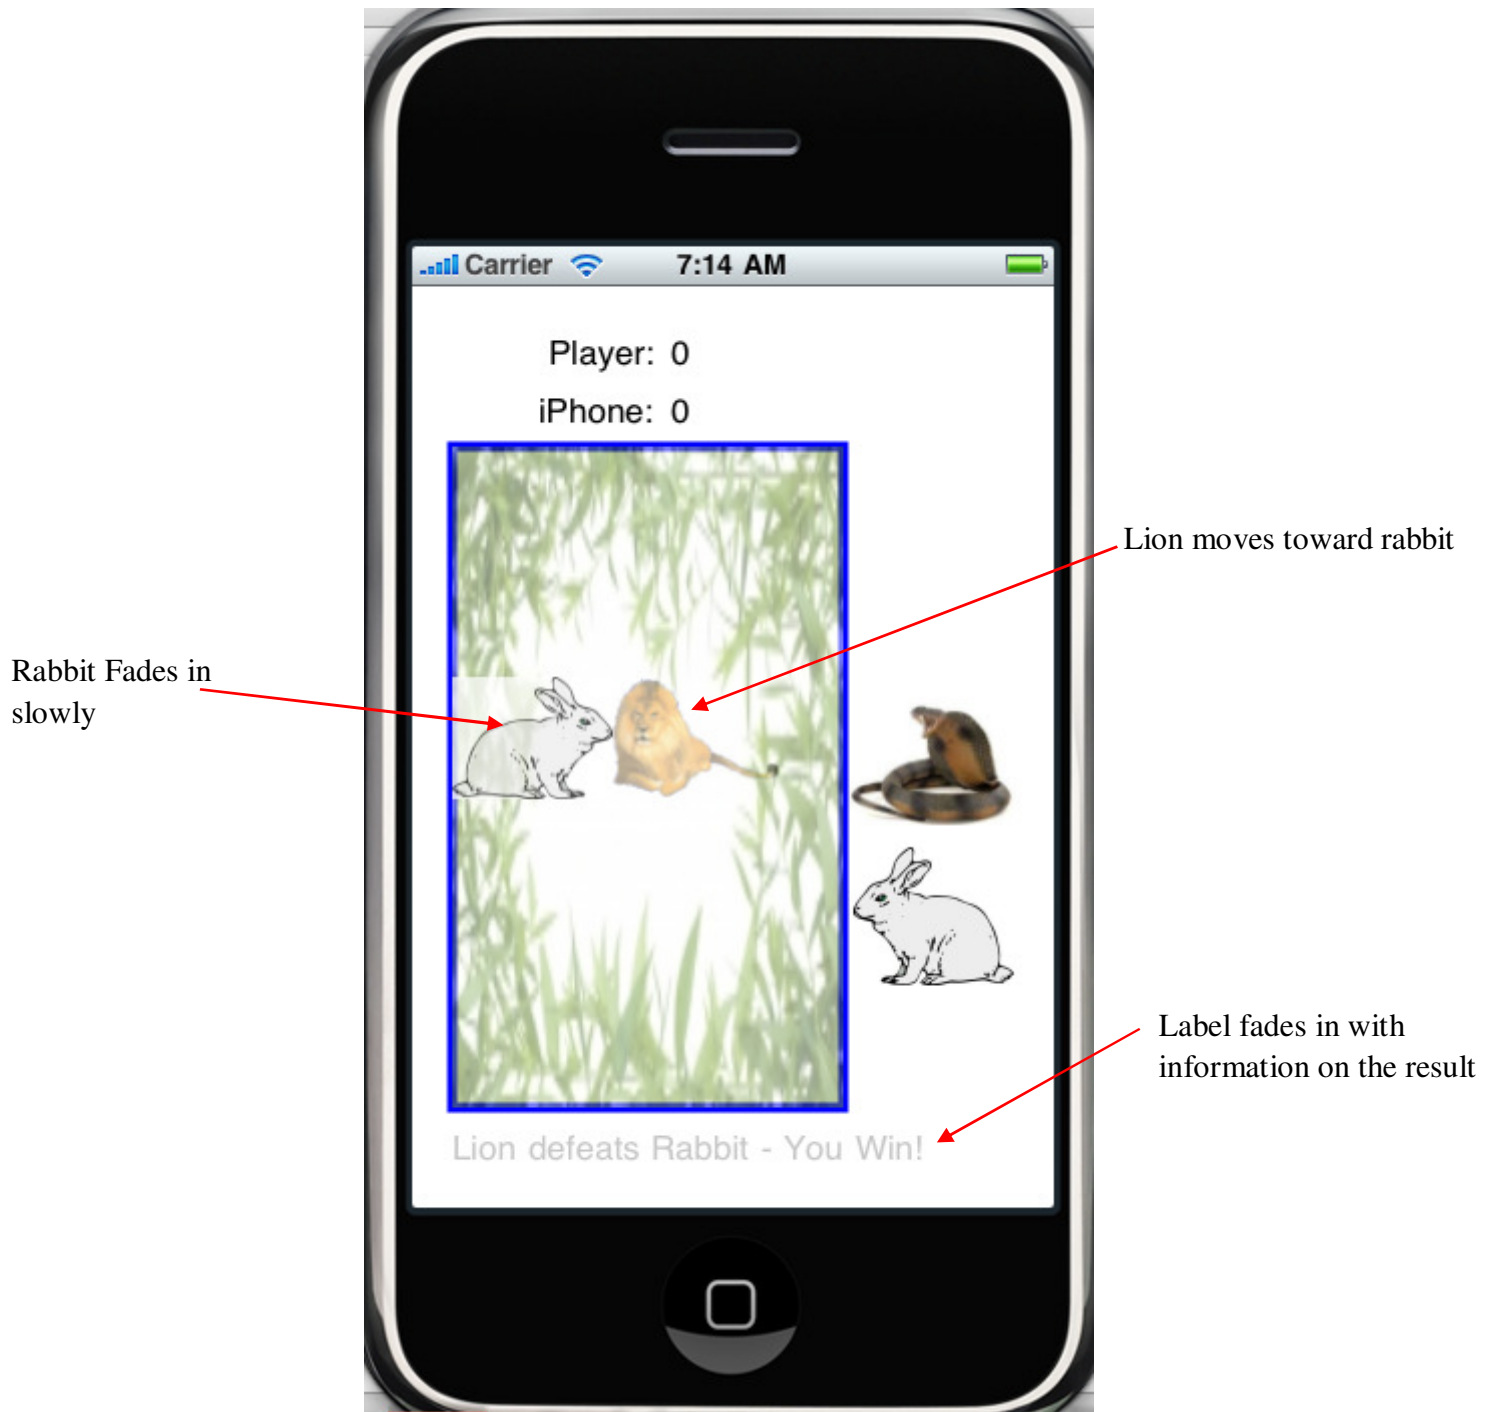 Carrier 7:14 AM
Player: 0
iPhone: 0
Lion moves toward rabbit
Rabbit Fades in
slowly
Label fades in with
information on the result
Lion defeats Rabbit - You Win!